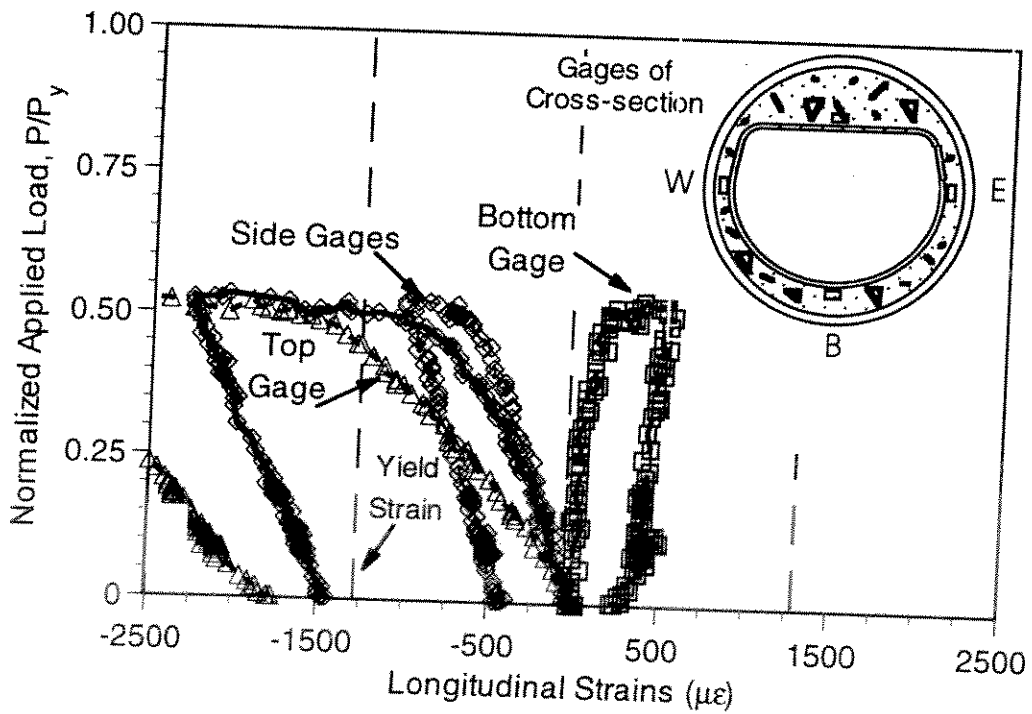 1.00
0.75
0.50
0.25
0
Normalized Applied Load, P/Py
Gages of
Cross-section
W
E
B
Side Gages
Bottom
Gage
Top
Gage
Yield
Strain
-2500
-1500
-500
500
1500
2500
Longitudinal Strains (με)